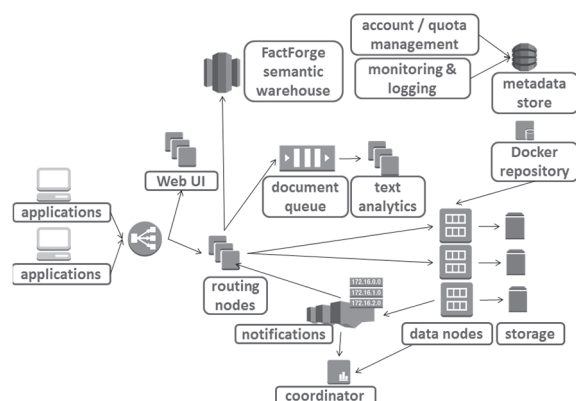 account / quota
management
FactForge
semantic
warehouse
monitoring &
logging
metadata
store
Docker
repository
Web UI
document
queue
text
analytics
applications
applications
routing
nodes
172.16.0.0
172.16.1.0
172.16.2.0
notifications
data nodes
storage
coordinator